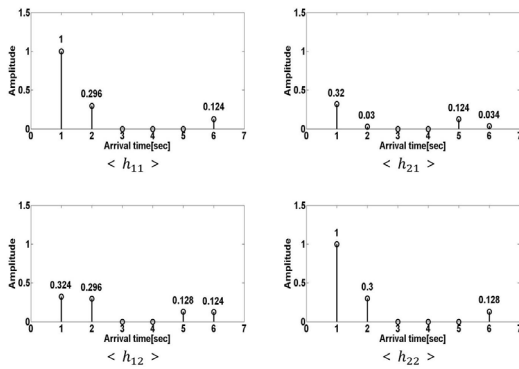 1.5
1
0.5
0
Amplitude
1
0.296
0.124
0 1 2 3 4 5 6 7
Arrival time[sec]
< h11 >
1.5
1
0.5
0
Amplitude
0.32
0.03
0.124
0.034
0 1 2 3 4 5 6 7
Arrival time[sec]
< h21 >
1.5
1
0.5
0
Amplitude
0.324
0.296
0.128
0.124
0 1 2 3 4 5 6 7
Arrival time[sec]
< h12 >
1.5
1
0.5
0
Amplitude
1
0.3
0.128
0 1 2 3 4 5 6 7
Arrival time[sec]
< h22 >